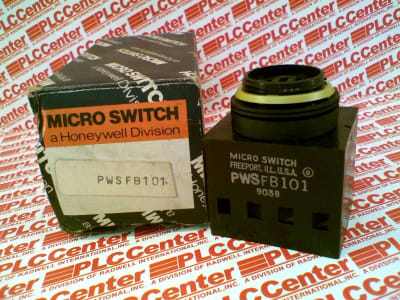 MICRO SWITCH
a Honeywell Division
PWSFB101
MICRO SWITCH
FREEPORT, ILL. U.S.A.
PWSFB101
9038
PLCCenter
A DIVISION OF RADWELL INTERNATIONAL, INC.